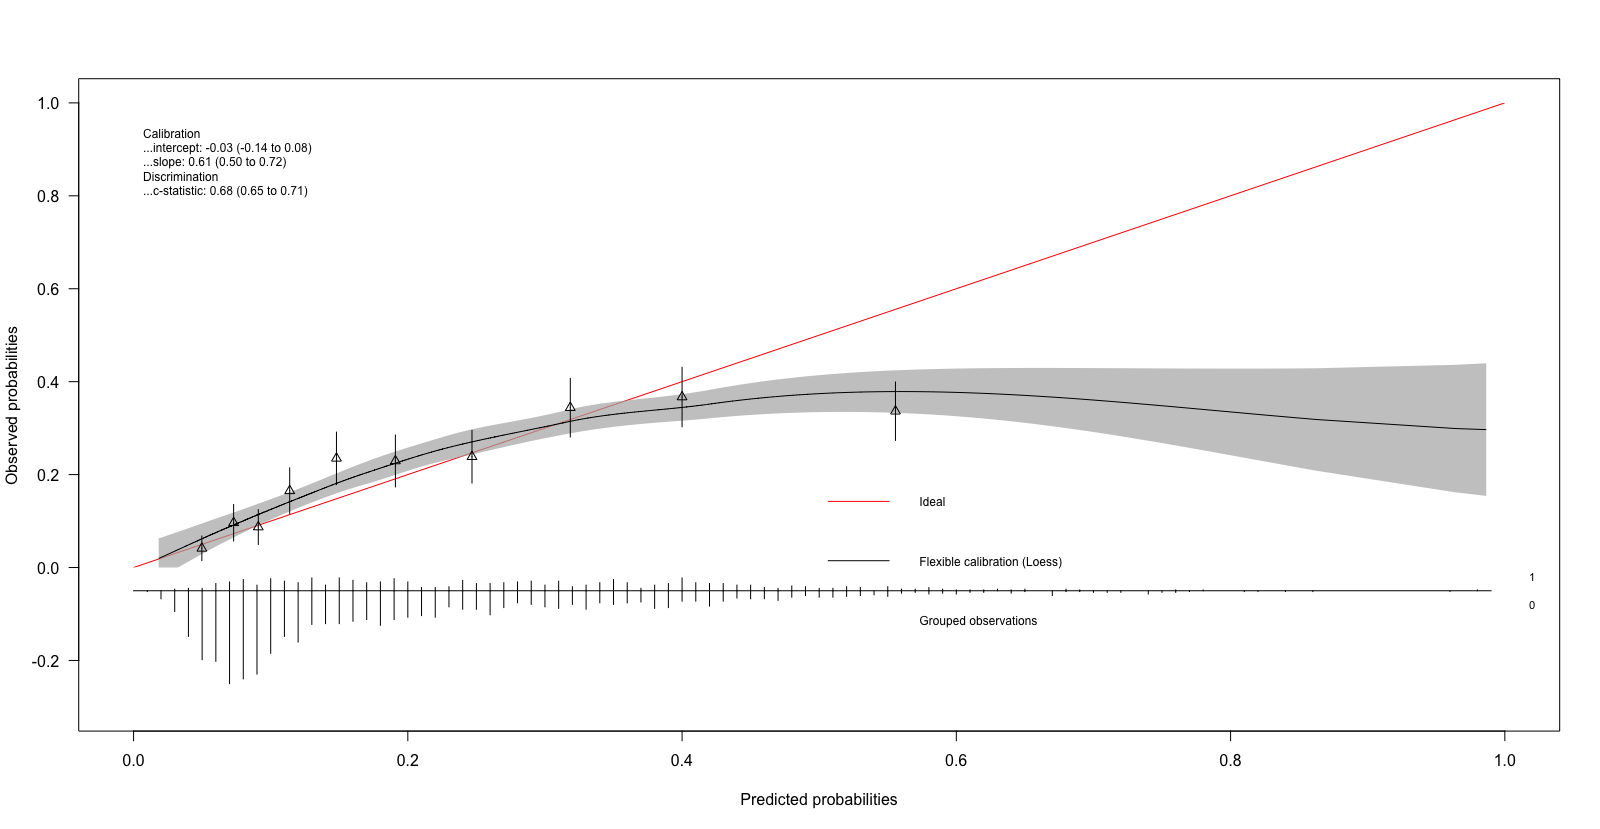 Calibration
...intercept: -0.03 (-0.14 to 0.08)
...slope: 0.61 (0.50 to 0.72)
Discrimination
...c-statistic: 0.68 (0.65 to 0.71)
Observed probabilities
1.0
0.8
0.6
0.4
0.2
0.0
-0.2
Ideal
Flexible calibration (Loess)
Grouped observations
1
0
0.0 0.2 0.4 0.6 0.8 1.0
Predicted probabilities